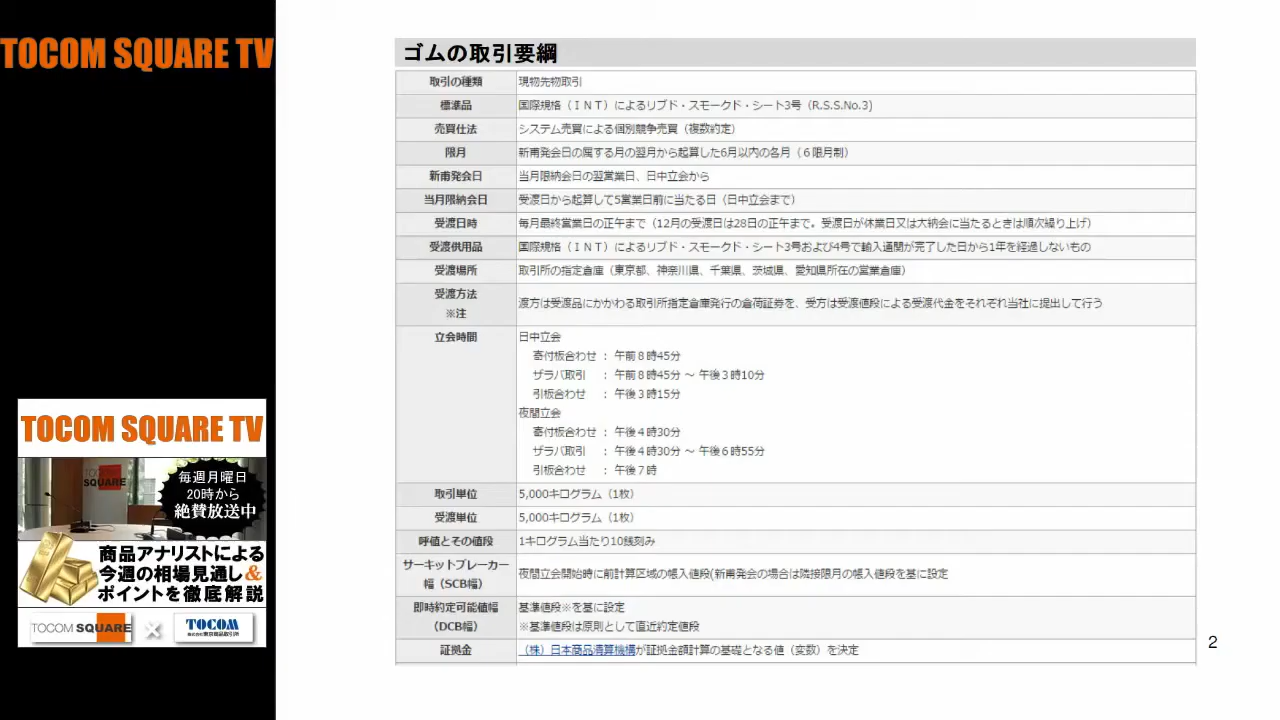 TOCOM SQUARE TV
ゴムの取引要綱
取引の種類 現物先物取引
標準品 国際規格（ＩＮＴ）によるリブド・スモークド・シート3号（R.S.S.No.3)
売買仕法 システム売買による個別競争売買（複数約定）
限月 新甫発会日の属する月の翌月から起算した6月以内の各月（６限月制）
新甫発会日 当月限納会日の翌営業日、日中立会から
当月限納会日 受渡日から起算して5営業日前に当たる日（日中立会まで）
受渡日時 毎月最終営業日の正午まで（12月の受渡日は28日の正午まで。受渡日が休業日又は大納会に当たるときは順次繰り上げ）
受渡供用品 国際規格（ＩＮＴ）によるリブド・スモークド・シート3号および4号で輸入通関が完了した日から1年を経過しないもの
受渡場所 取引所の指定倉庫（東京都、神奈川県、千葉県、茨城県、愛知県所在の営業倉庫）
受渡方法
※注
渡方は受渡品にかかわる取引所指定倉庫発行の倉荷証券を、受方は受渡値段による受渡代金をそれぞれ当社に提出して行う
立会時間 日中立会
寄付板合わせ ： 午前８時45分
ザラバ取引 ： 午前８時45分 ～ 午後３時10分
引板合わせ ： 午後３時15分
夜間立会
寄付板合わせ ： 午後４時30分
ザラバ取引 ： 午後４時30分 ～ 午後６時55分
引板合わせ ： 午後７時
取引単位 5,000キログラム（1枚）
受渡単位 5,000キログラム（1枚）
呼値とその値段 1キログラム当たり10銭刻み
サーキットブレーカー
幅（SCB幅）
夜間立会開始時に前計算区域の帳入値段(新甫発会の場合は隣接限月の帳入値段を基に設定
即時約定可能値幅
（DCB幅）
基準値段※を基に設定
※基準値段は原則として直近約定値段
証拠金 （株）日本商品清算機構が証拠金額計算の基礎となる値（変数）を決定
2
TOCOM SQUARE TV
TOCOM
SQUARE
毎週月曜日
20時から
絶賛放送中
商品アナリストによる
今週の相場見通し&
ポイントを徹底解説
TOCOM SQUARE × TOCOM
株式会社東京商品取引所